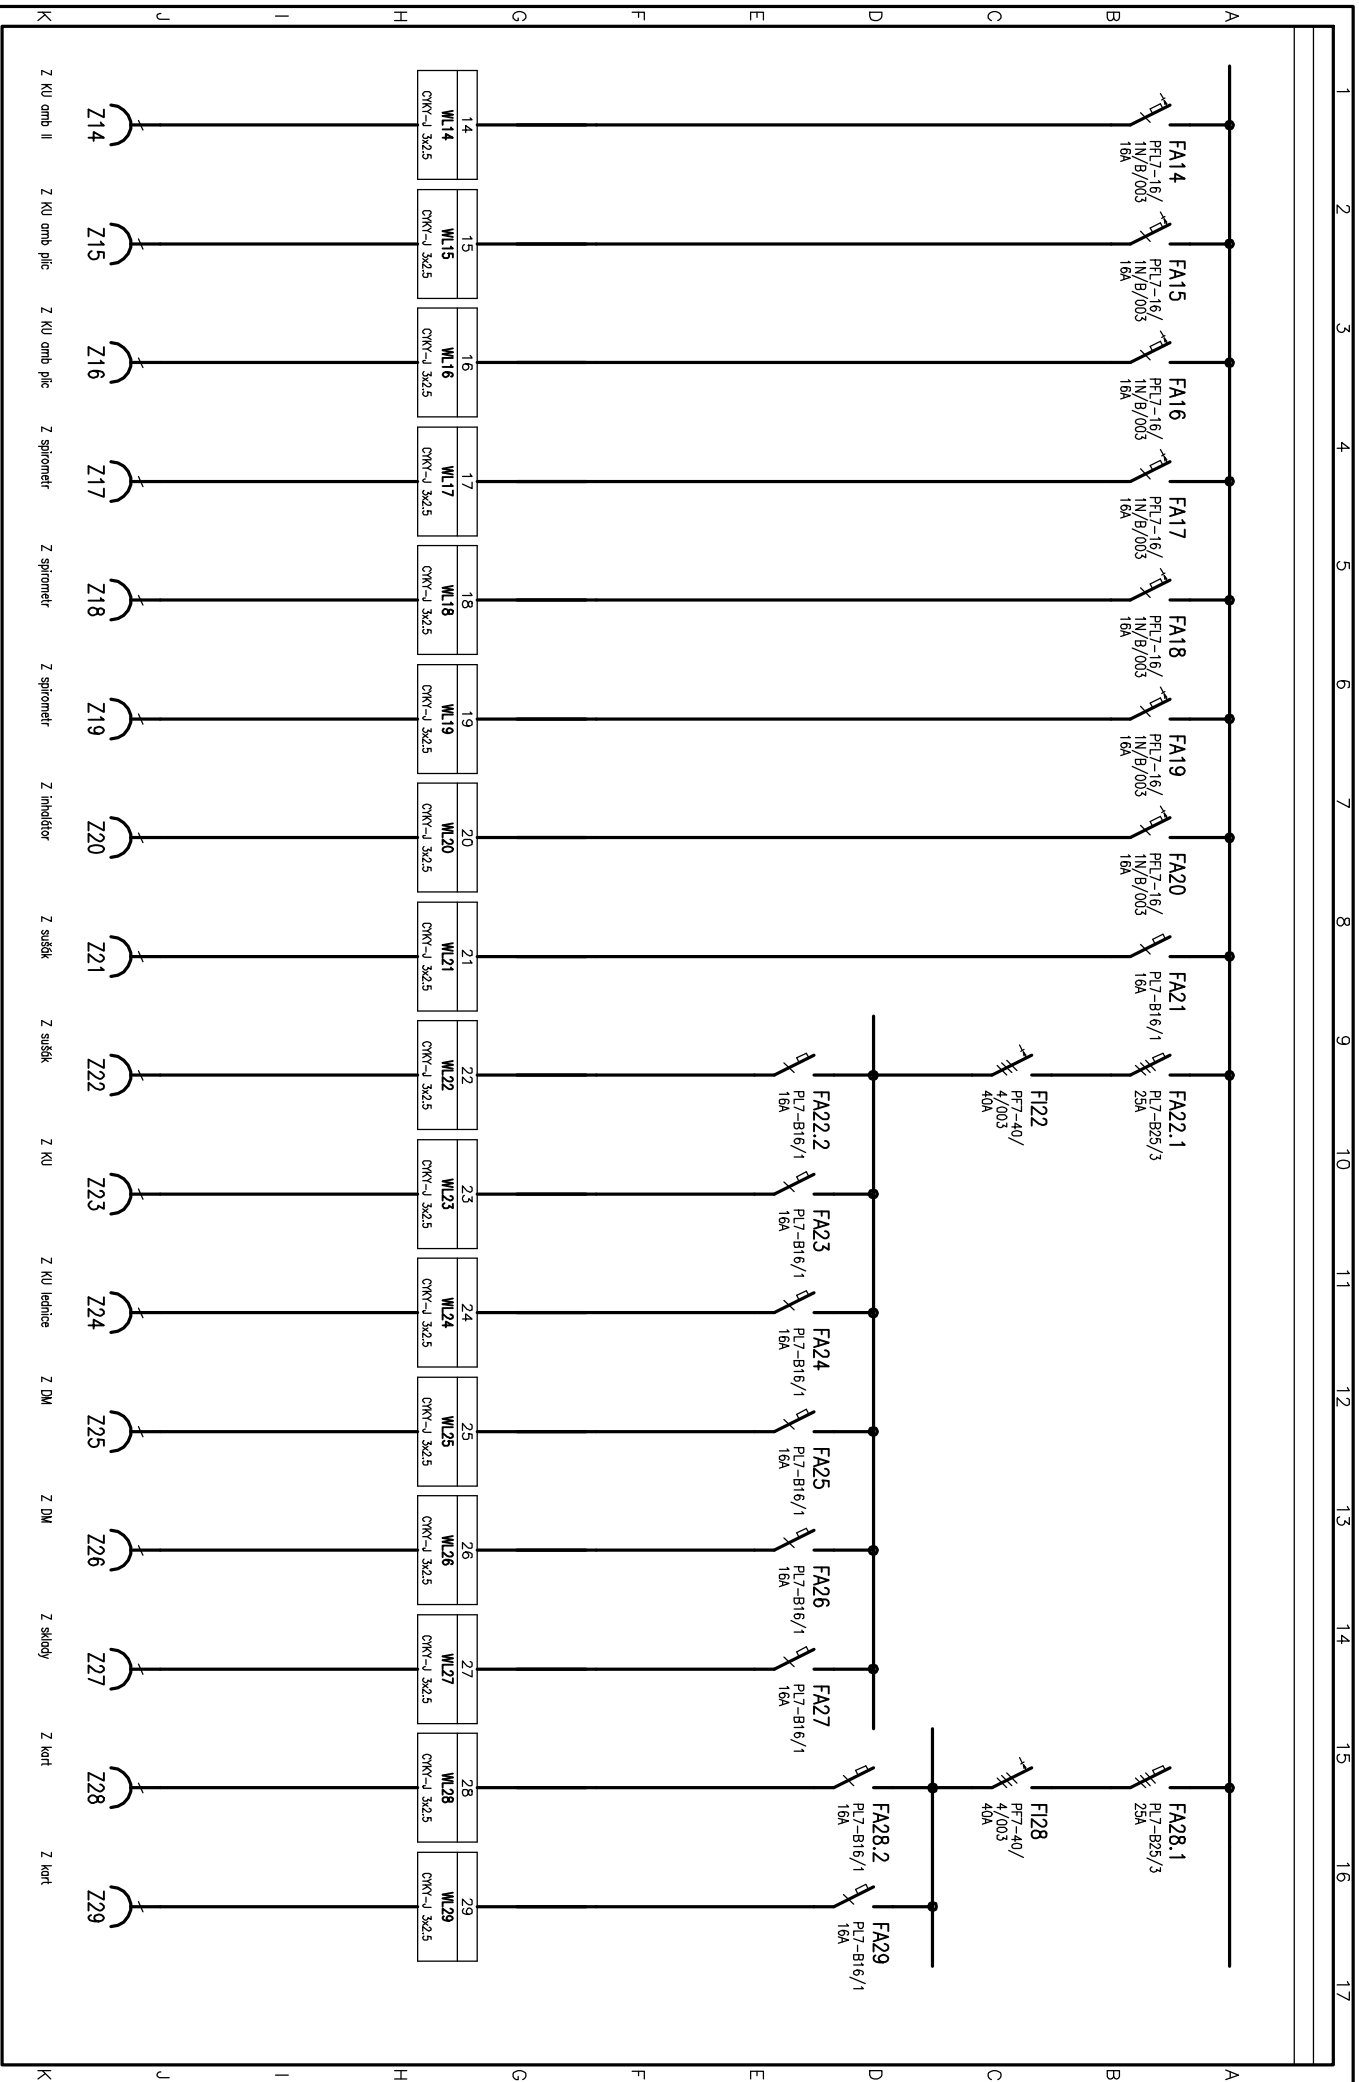 1 2 3 4 5 6 7 8 9 10 11 12 13 14 15 16 17
A A
B B
C C
D D
E E
F F
G G
H H
I I
J J
K K
FA14
PFL7-16/
1N/B/003
16A
FA15
PFL7-16/
1N/B/003
16A
FA16
PFL7-16/
1N/B/003
16A
FA17
PFL7-16/
1N/B/003
16A
FA18
PFL7-16/
1N/B/003
16A
FA19
PFL7-16/
1N/B/003
16A
FA20
PFL7-16/
1N/B/003
16A
FA21
PL7-B16/1
16A
FA22.1
PL7-B25/3
25A
FA28.1
PL7-B25/3
25A
FI22
PF7-40/
4/003
40A
FI28
PF7-40/
4/003
40A
FA22.2
PL7-B16/1
16A
FA23
PL7-B16/1
16A
FA24
PL7-B16/1
16A
FA25
PL7-B16/1
16A
FA26
PL7-B16/1
16A
FA27
PL7-B16/1
16A
FA28.2
PL7-B16/1
16A
FA29
PL7-B16/1
16A
14
WL14
CYKY-J 3x2.5
15
WL15
CYKY-J 3x2.5
16
WL16
CYKY-J 3x2.5
17
WL17
CYKY-J 3x2.5
18
WL18
CYKY-J 3x2.5
19
WL19
CYKY-J 3x2.5
20
WL20
CYKY-J 3x2.5
21
WL21
CYKY-J 3x2.5
22
WL22
CYKY-J 3x2.5
23
WL23
CYKY-J 3x2.5
24
WL24
CYKY-J 3x2.5
25
WL25
CYKY-J 3x2.5
26
WL26
CYKY-J 3x2.5
27
WL27
CYKY-J 3x2.5
28
WL28
CYKY-J 3x2.5
29
WL29
CYKY-J 3x2.5
Z14
Z KU amb II
Z15
Z KU amb plic
Z16
Z KU amb plic
Z17
Z spirometr
Z18
Z spirometr
Z19
Z spirometr
Z20
Z inhalátor
Z21
Z sušák
Z22
Z sušák
Z23
Z KU
Z24
Z KU lednice
Z25
Z DM
Z26
Z DM
Z27
Z sklady
Z28
Z kart
Z29
Z kart